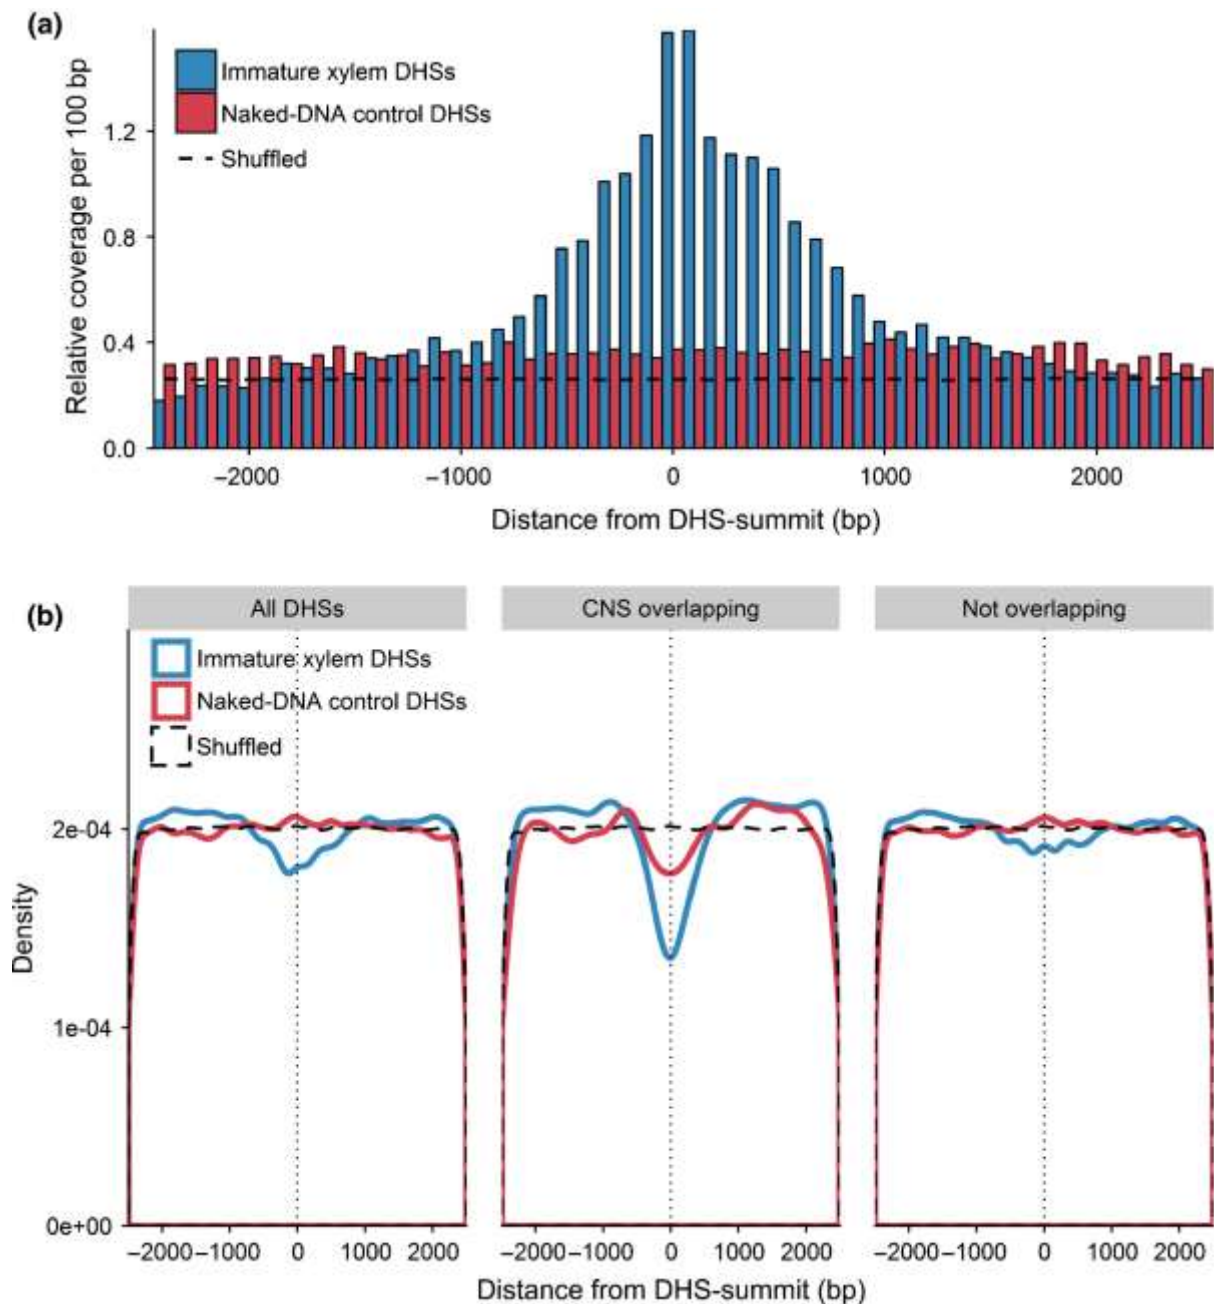 (a)
Immature xylem DHSs
Naked-DNA control DHSs
Shuffled
Relative coverage per 100 bp
1.2
0.8
0.4
0.0
−2000
−1000
0
1000
2000
Distance from DHS-summit (bp)
(b)
All DHSs
CNS overlapping
Not overlapping
Immature xylem DHSs
Naked-DNA control DHSs
Shuffled
Density
2e-04
1e-04
0e+00
−2000 −1000 0 1000 2000
−2000 −1000 0 1000 2000
−2000 −1000 0 1000 2000
Distance from DHS-summit (bp)